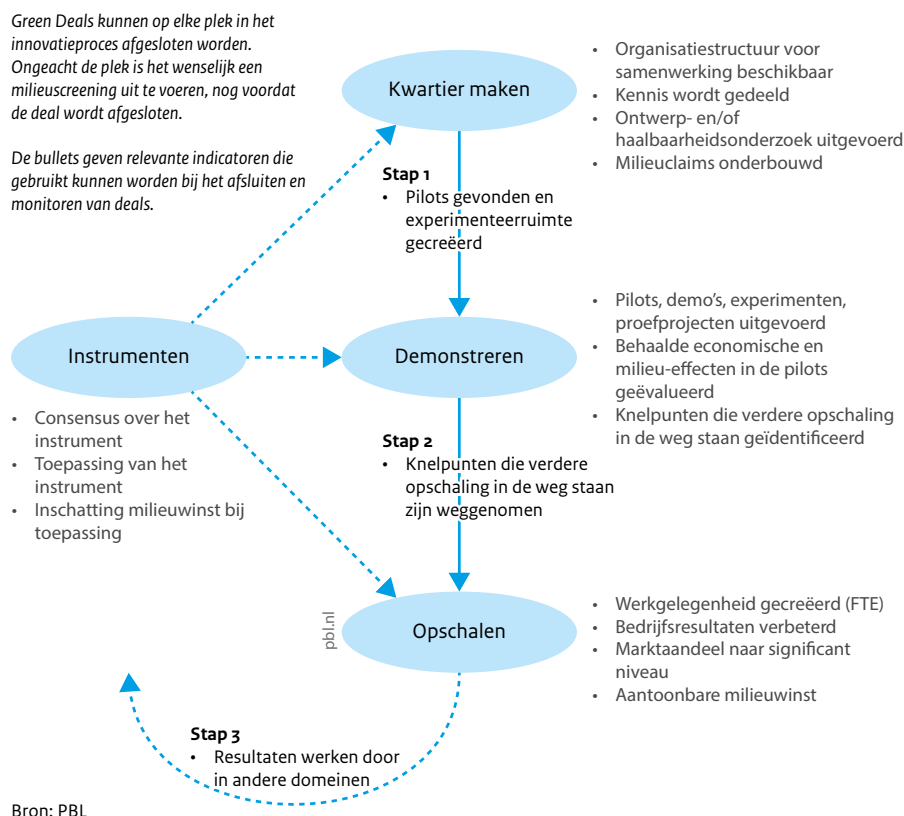 Green Deals kunnen op elke plek in het
innovatieproces afgesloten worden.
Ongeacht de plek is het wenselijk een
milieuscreening uit te voeren, nog voordat
de deal wordt afgesloten.
De bullets geven relevante indicatoren die
gebruikt kunnen worden bij het afsluiten en
monitoren van deals.
Kwartier maken
• Organisatiestructuur voor
samenwerking beschikbaar
• Kennis wordt gedeeld
• Ontwerp- en/of
haalbaarheidsonderzoek uitgevoerd
• Milieuclaims onderbouwd
Stap 1
• Pilots gevonden en
experimenteerruimte
gecreëerd
Instrumenten
• Consensus over het
instrument
• Toepassing van het
instrument
• Inschatting milieuwinst bij
toepassing
Demonstreren
• Pilots, demo's, experimenten,
proefprojecten uitgevoerd
• Behaalde economische en
milieu-effecten in de pilots
geëvalueerd
• Knelpunten die verdere opschaling
in de weg staan geïdentificeerd
Stap 2
• Knelpunten die verdere
opschaling in de weg staan
zijn weggenomen
pbl.nl
Opschalen
• Werkgelegenheid gecreëerd (FTE)
• Bedrijfsresultaten verbeterd
• Marktaandeel naar significant
niveau
• Aantoonbare milieuwinst
Stap 3
• Resultaten werken door
in andere domeinen
Bron: PBL